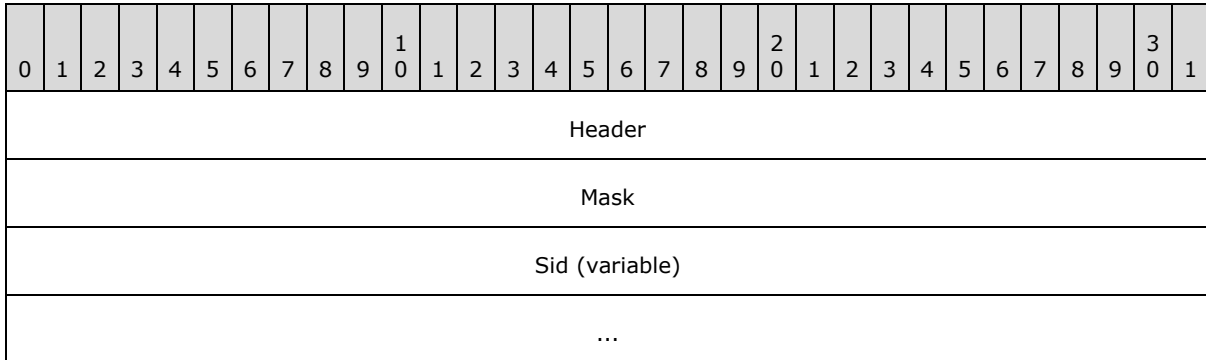 0 1 2 3 4 5 6 7 8 9 1 0 1 2 3 4 5 6 7 8 9 2 0 1 2 3 4 5 6 7 8 9 3 0 1
Header
Mask
Sid (variable)
...